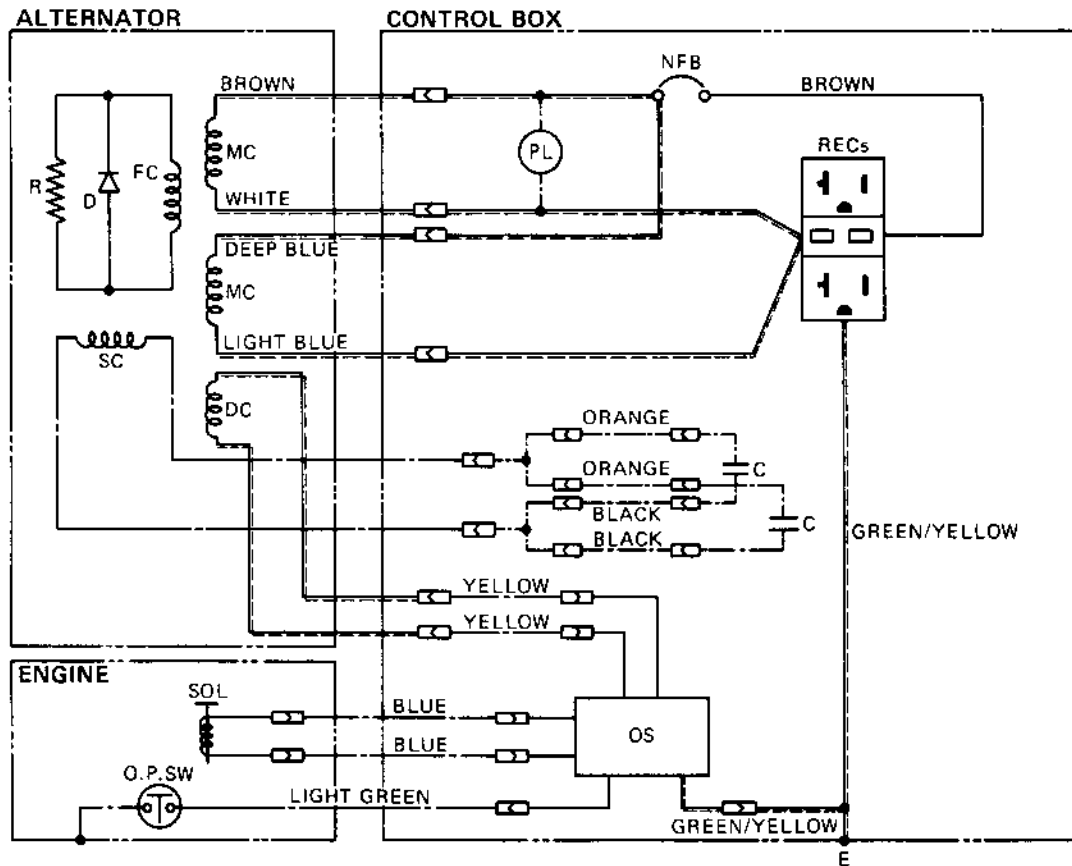 ALTERNATOR
CONTROL BOX
NFB
BROWN
BROWN
RECs
MC
PL
R
D
FC
WHITE
DEEP BLUE
MC
LIGHT BLUE
SC
DC
ORANGE
ORANGE
C
BLACK
BLACK
C
GREEN/YELLOW
YELLOW
YELLOW
ENGINE
SOL
BLUE
BLUE
OS
O.P.SW
LIGHT GREEN
GREEN/YELLOW
E